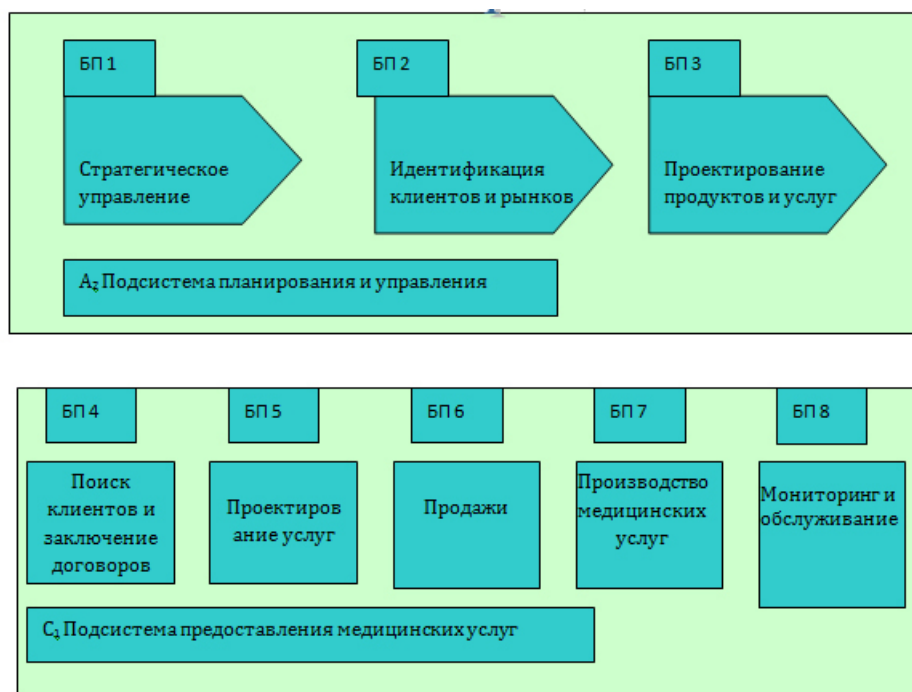 БП 1
БП 2
БП 3
Стратегическое
управление
Идентификация
клиентов и рынков
Проектирование
продуктов и услуг
А₂ Подсистема планирования и управления
БП 4
БП 5
БП 6
БП 7
БП 8
Поиск
клиентов и
заключение
договоров
Проектиров
ание услуг
Продажи
Производство
медицинских
услуг
Мониторинг и
обслуживание
С₁ Подсистема предоставления медицинских услуг